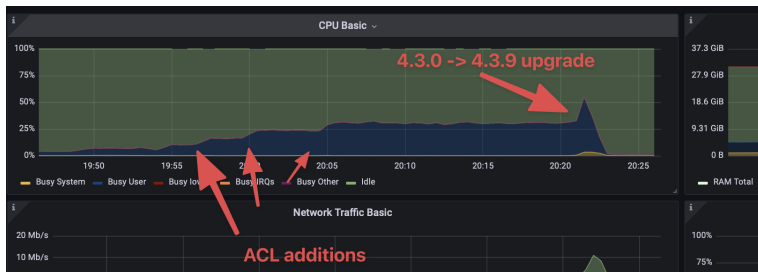 i
CPU Basic
i
100%
75%
50%
25%
0%
4.3.0 -> 4.3.9 upgrade
37.3 GiB
27.9 GiB
18.6 GiB
9.31 GiB
0 B
19:50 19:55 20:05 20:10 20:15 20:20 20:25
Busy System Busy User Busy Iow Busy IRQs Busy Other Idle
RAM Total
i
Network Traffic Basic
i
20 Mb/s
10 Mb/s
ACL additions
100%
75%